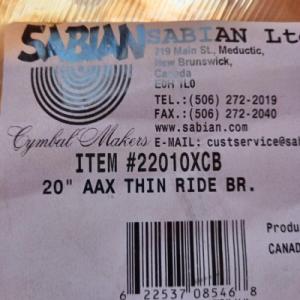 SABIAN SABIAN Ltd
719 Main St., Meductic,
New Brunswick,
Canada
E0H 1L0
TEL.:(506) 272-2019
FAX.:(506) 272-2040
www.sabian.com
Cymbal Makers E-MAIL: custservice@sab
ITEM #22010XCB
20" AAX THIN RIDE BR.
Produ
CANAD
6 22537 08546 8